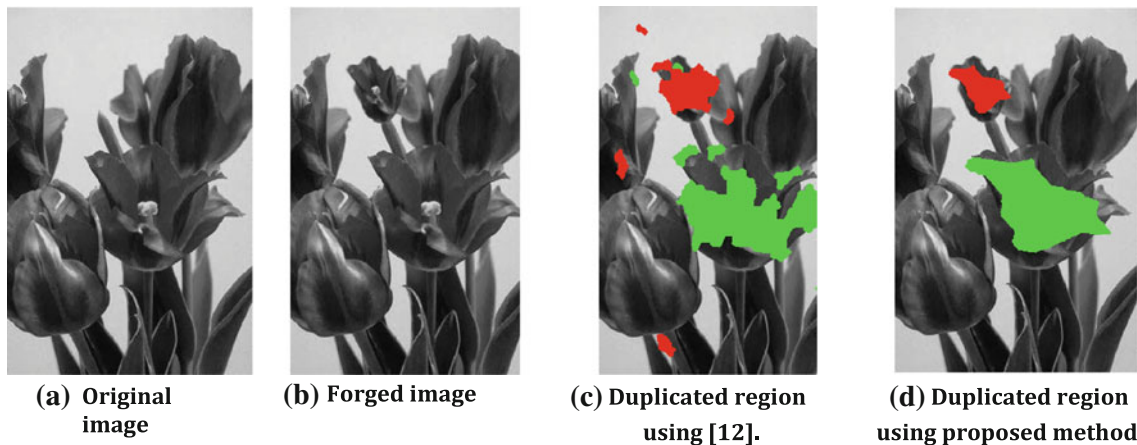 (a) Original
image
(b) Forged image
(c) Duplicated region
using [12].
(d) Duplicated region
using proposed method